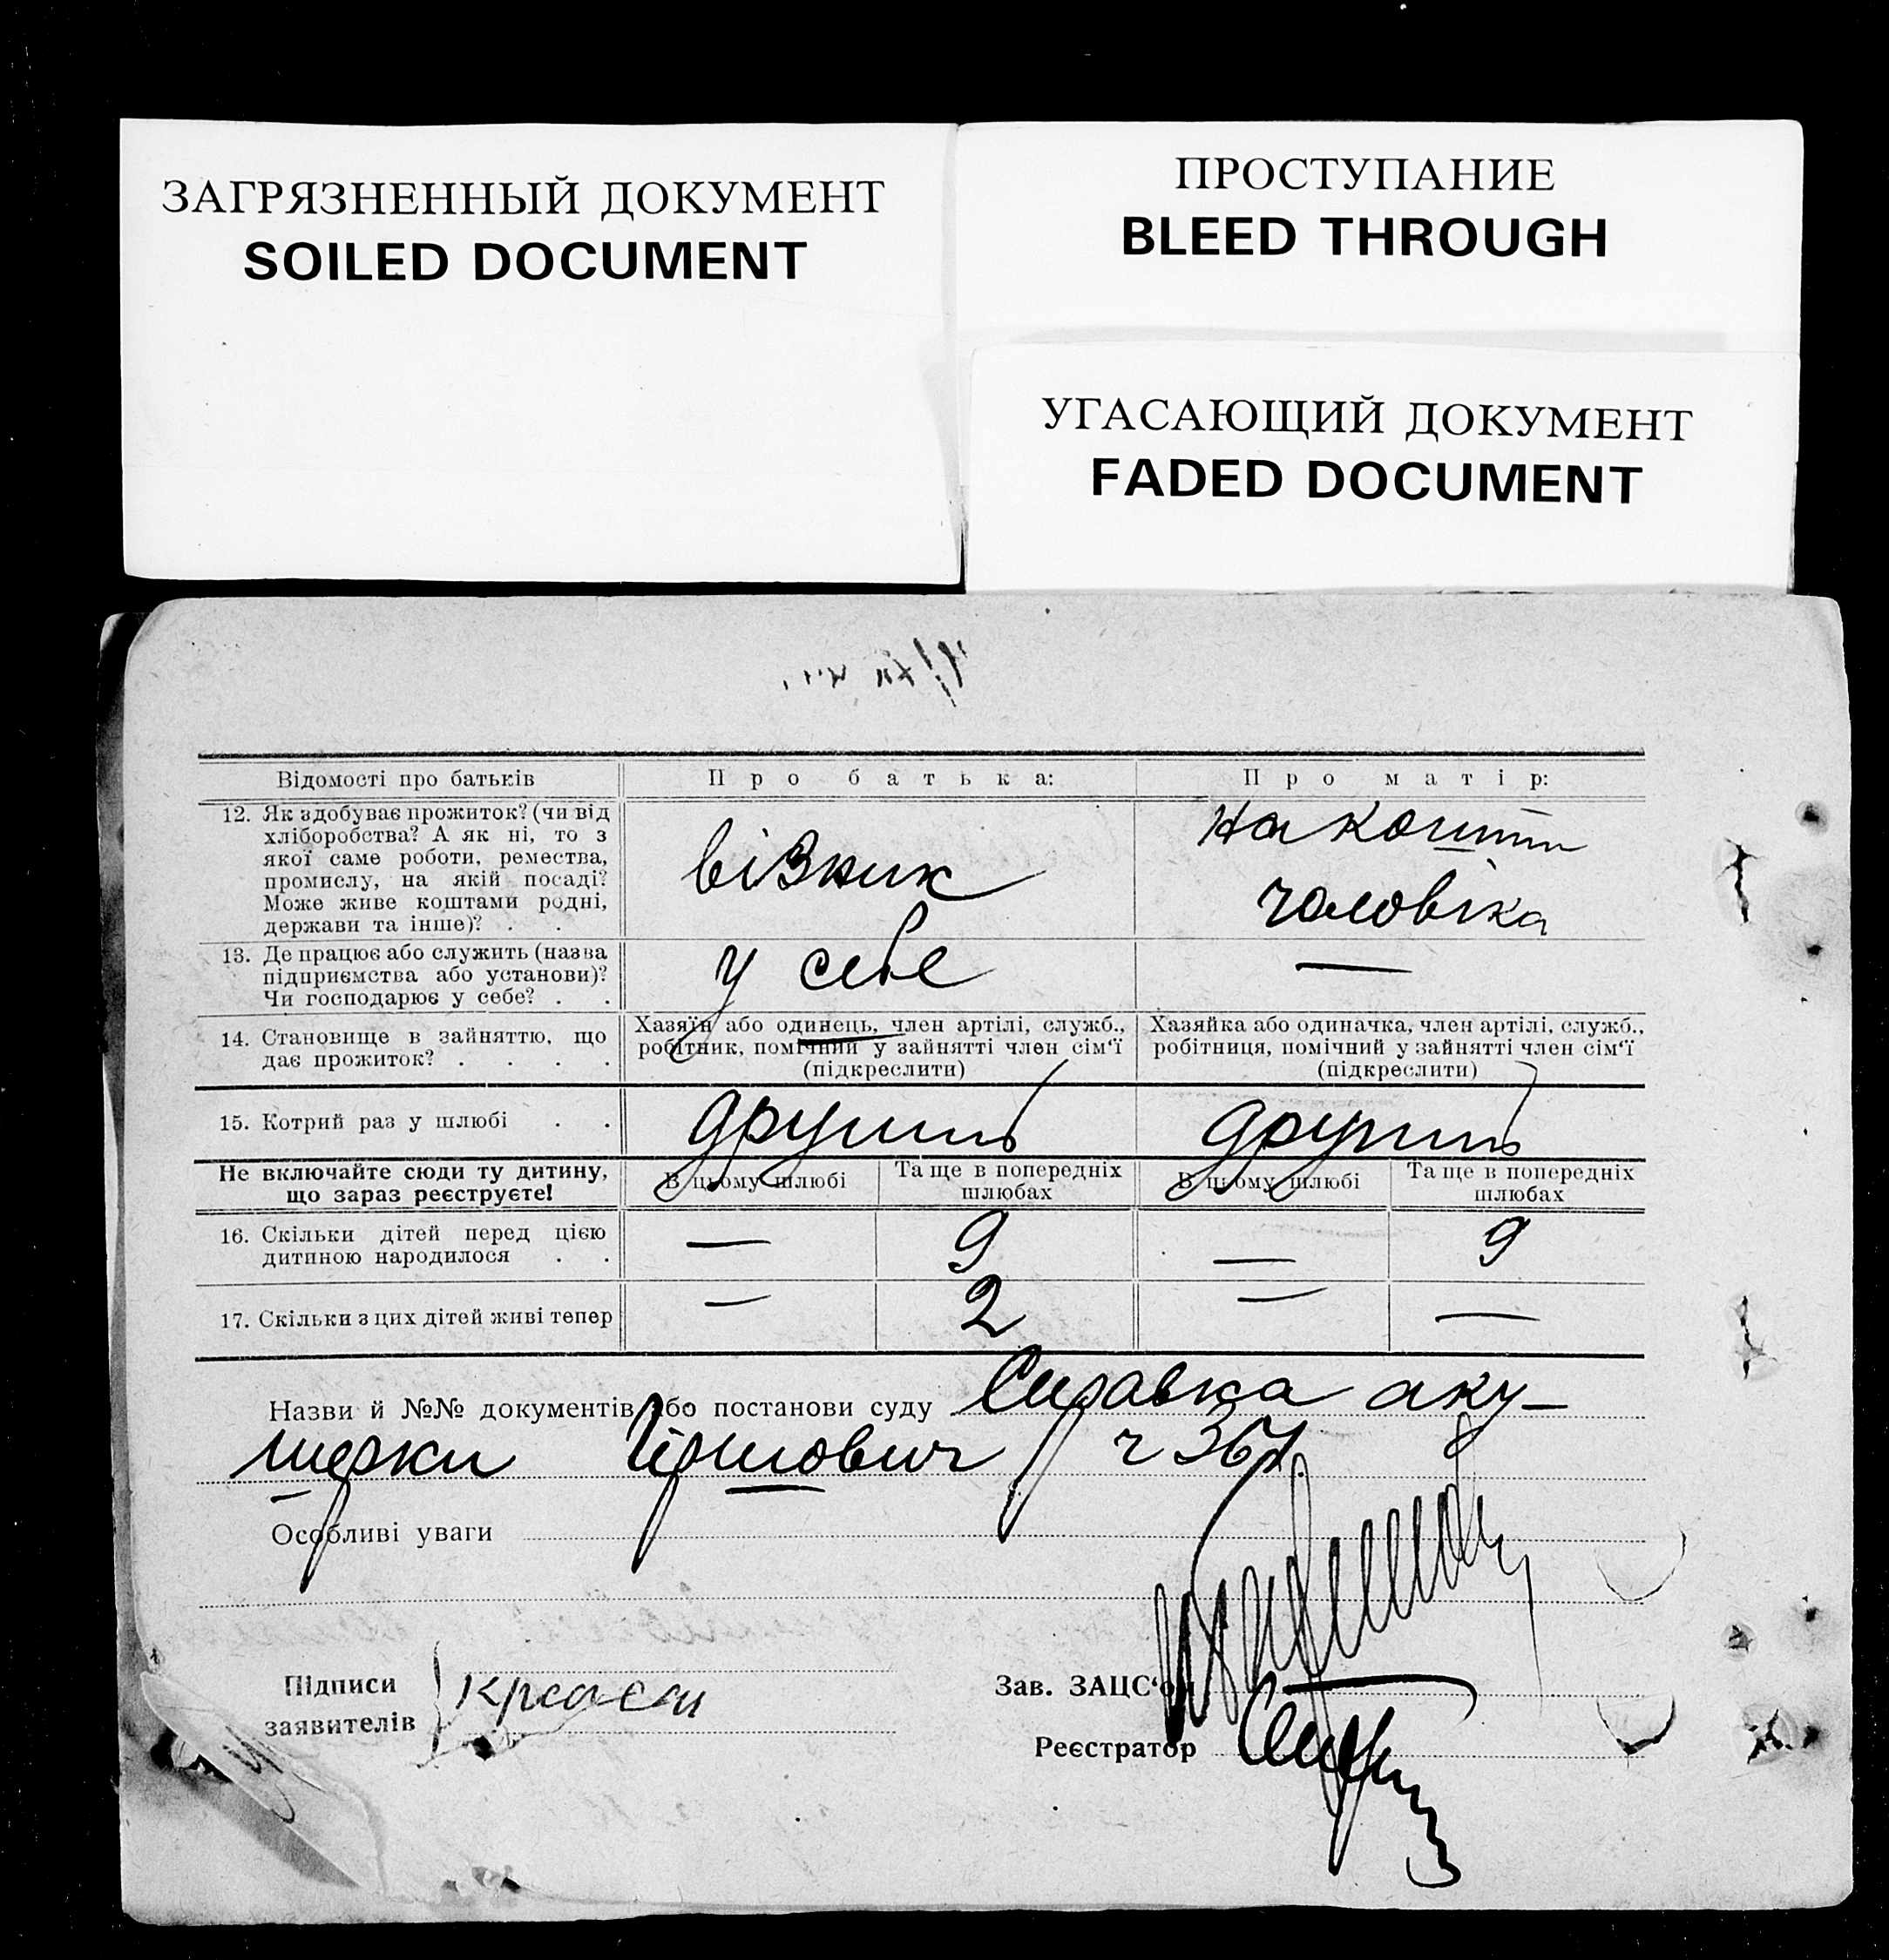 ЗАГРЯЗНЕННЫЙ ДОКУМЕНТ
SOILED DOCUMENT
ПРОСТУПАНИЕ
BLEED THROUGH
УГАСАЮЩИЙ ДОКУМЕНТ
FADED DOCUMENT
Відомості про батьків
Про батька:
Про матір:
12. Як здобуває прожиток? (чи від
хліборобства? А як ні, то з
якої саме роботи, ремества,
промислу, на якій посаді?
Може живе коштами родні,
держави та інше)? . .
візник
на кошти
чоловіка
13. Де працює або служить (назва
підприємства або установи)?
Чи господарює у себе? . .
у себе
—
14. Становище в зайняттю, що
дає прожиток? . . . .
Хазяїн або одинець, член артілі, служб.,
робітник, помічний у зайнятті член сім'ї
(підкреслити)
Хазяйка або одиначка, член артілі, служб.,
робітниця, помічний у зайнятті член сім'ї
(підкреслити)
15. Котрий раз у шлюбі . .
другий
другий
Не включайте сюди ту дитину,
що зараз реєструєте!
В цьому шлюбі
Та ще в попередніх
шлюбах
В цьому шлюбі
Та ще в попередніх
шлюбах
16. Скільки дітей перед цією
дитиною народилося . .
—
9
—
9
17. Скільки з цих дітей живі тепер
—
2
—
—
Назви й №№ документів або постанови суду Справка аку-
шерки ч 367
Особливі уваги
Підписи
заявителів
Зав. ЗАЦС'ом
Реєстратор